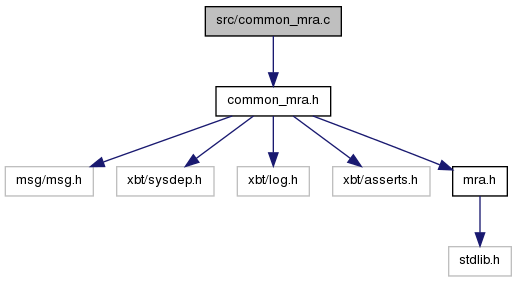 src/common_mra.c
common_mra.h
msg/msg.h
xbt/sysdep.h
xbt/log.h
xbt/asserts.h
mra.h
stdlib.h